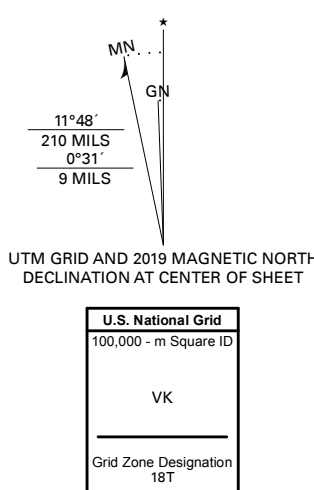 ★
MN
GN
11°48´
210 MILS
0°31´
9 MILS
UTM GRID AND 2019 MAGNETIC NORTH
DECLINATION AT CENTER OF SHEET
U.S. National Grid
100,000 - m Square ID
VK
Grid Zone Designation
18T